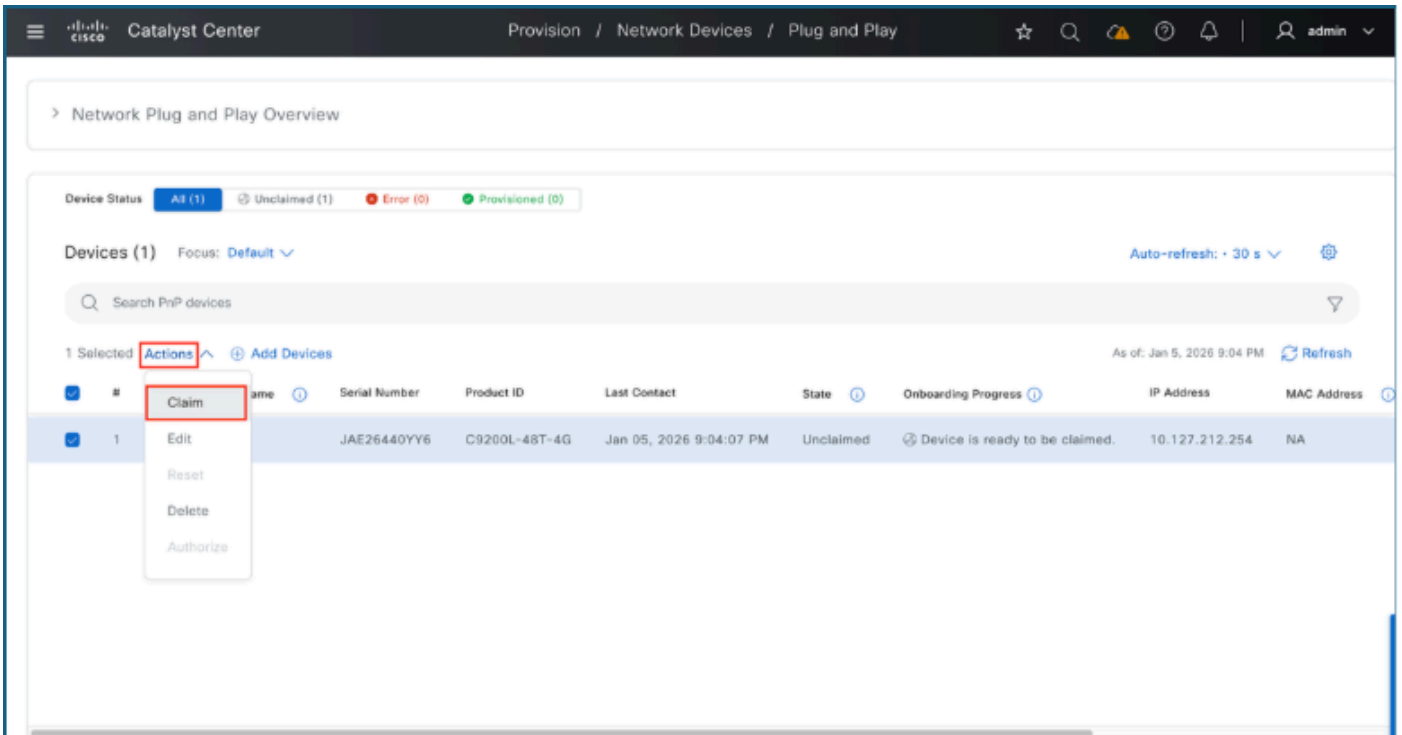 cisco Catalyst Center Provision / Network Devices / Plug and Play admin
Network Plug and Play Overview
Device Status All (1) Unclaimed (1) Error (0) Provisioned (0)
Devices (1) Focus: Default Auto-refresh: • 30 s
Search PnP devices
1 Selected Actions Add Devices As of: Jan 5, 2026 9:04 PM Refresh
# ame Serial Number Product ID Last Contact State Onboarding Progress IP Address MAC Address
Claim
1 JAE26440YY6 C9200L-48T-4G Jan 05, 2026 9:04:07 PM Unclaimed Device is ready to be claimed. 10.127.212.254 NA
Edit
Reset
Delete
Authorize